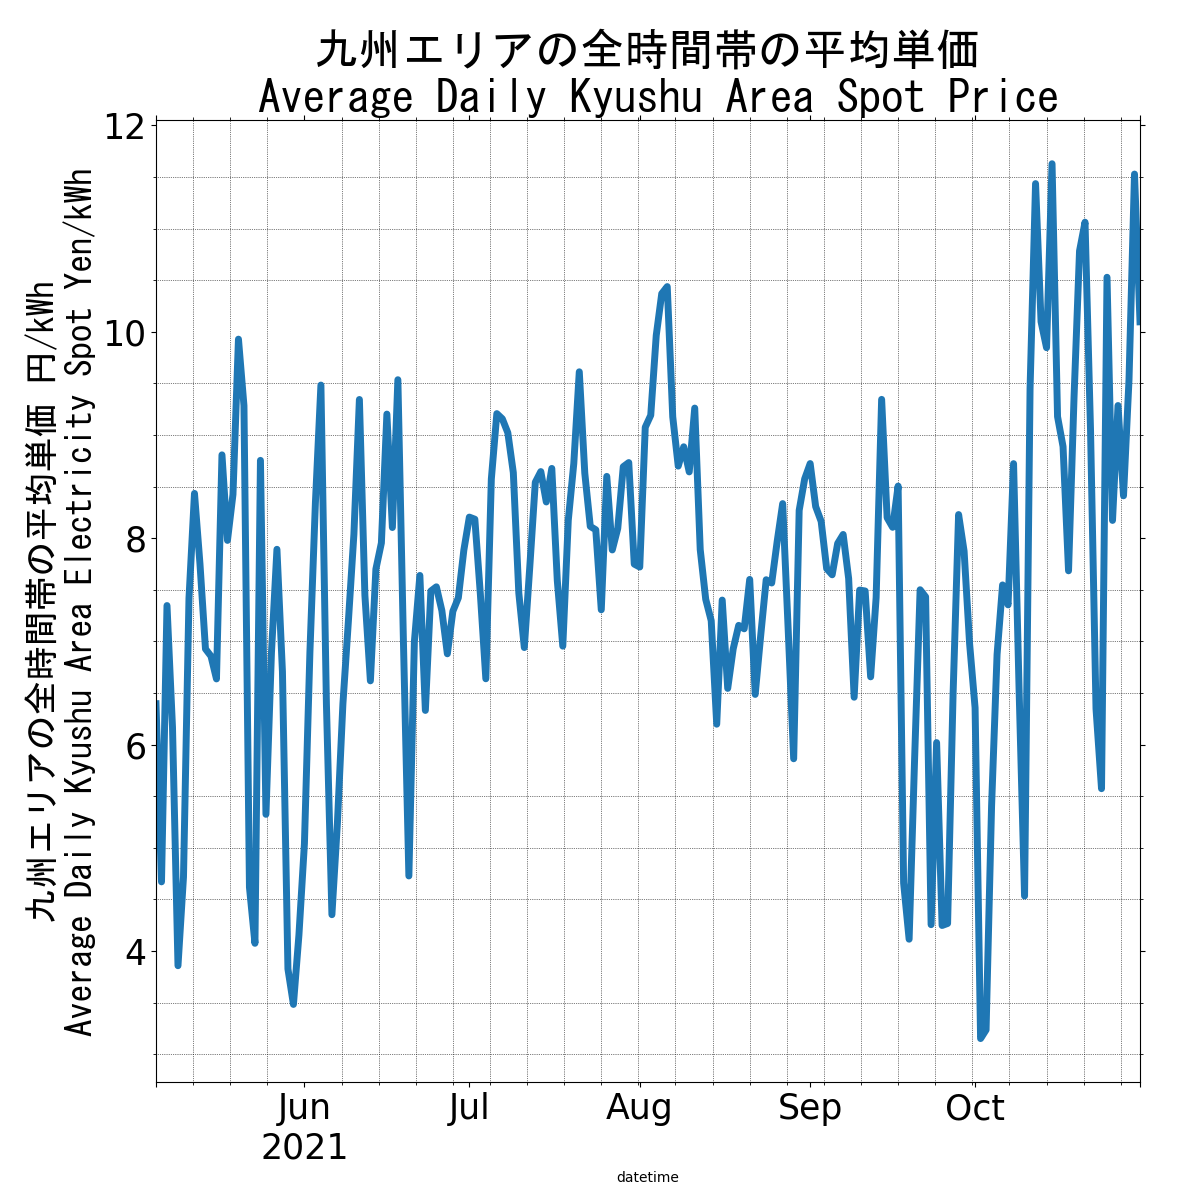 九州エリアの全時間帯の平均単価
Average Daily Kyushu Area Spot Price
九州エリアの全時間帯の平均単価 円/kWh
Average Daily Kyushu Area Electricity Spot Yen/kWh
12
10
8
6
4
Jun
2021
Jul
Aug
Sep
Oct
datetime